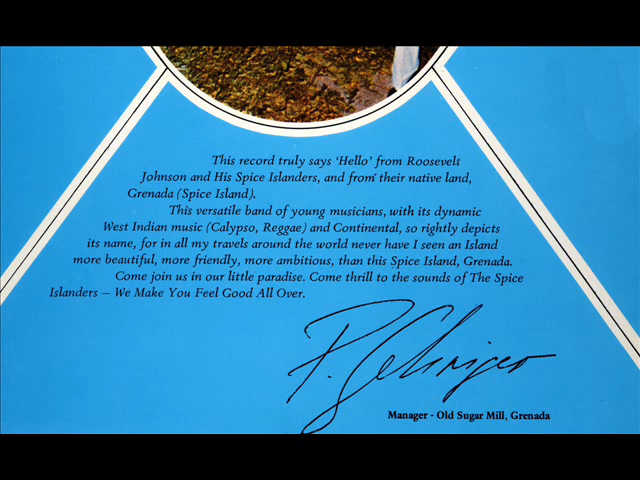 This record truly says ‘Hello’ from Roosevelt
Johnson and His Spice Islanders, and from their native land,
Grenada (Spice Island).
This versatile band of young musicians, with its dynamic
West Indian music (Calypso, Reggae) and Continental, so rightly depicts
its name, for in all my travels around the world never have I seen an Island
more beautiful, more friendly, more ambitious, than this Spice Island, Grenada.
Come join us in our little paradise. Come thrill to the sounds of The Spice
Islanders – We Make You Feel Good All Over.
P.
Manager - Old Sugar Mill, Grenada